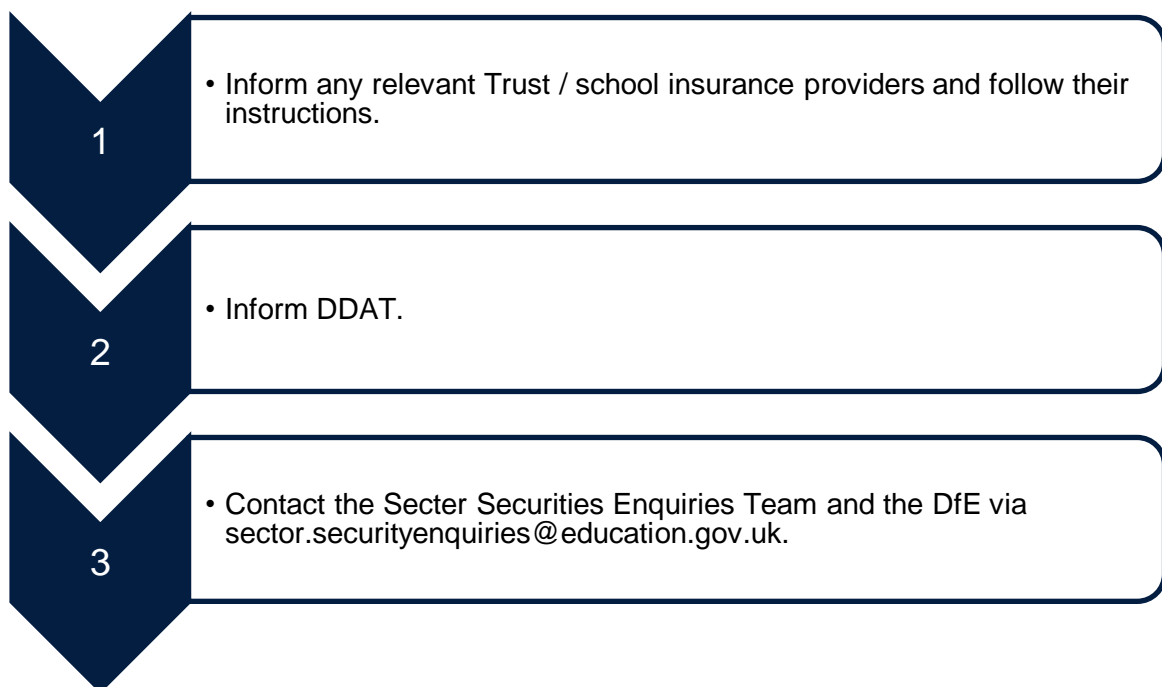 1
• Inform any relevant Trust / school insurance providers and follow their
instructions.
2
• Inform DDAT.
3
• Contact the Secter Securities Enquiries Team and the DfE via
sector.securityenquiries@education.gov.uk.